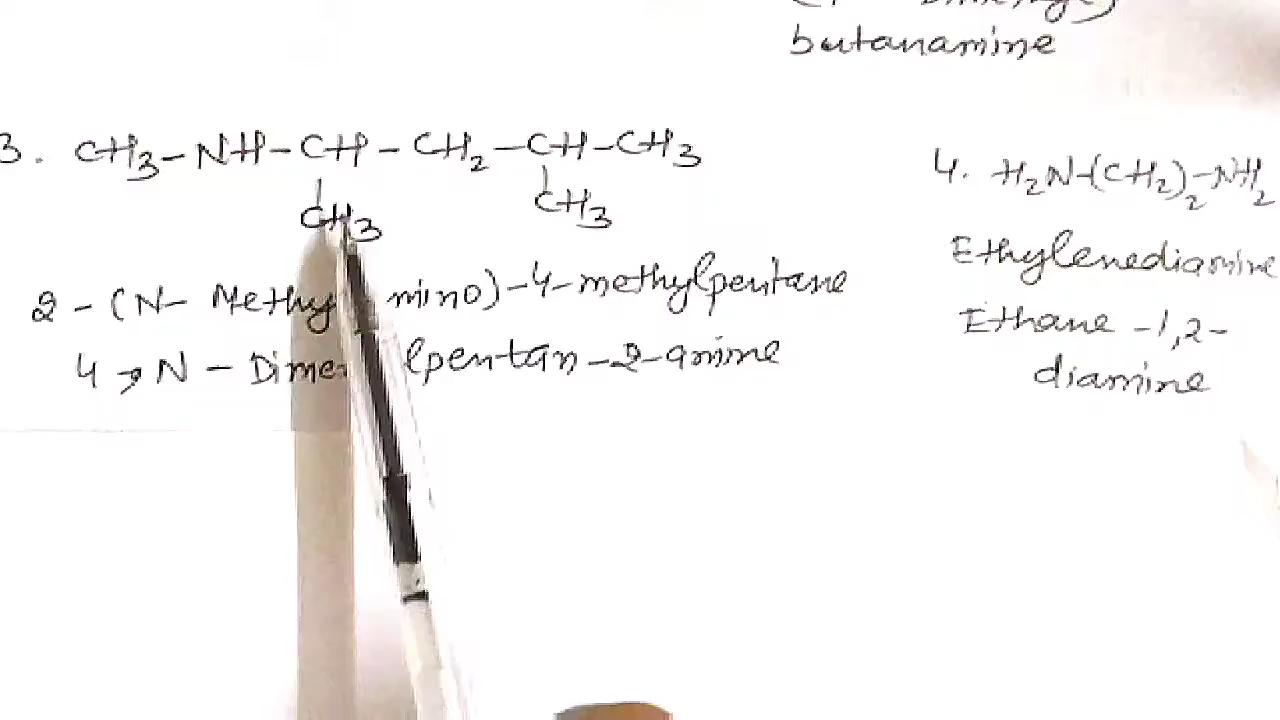 butanamine
3. CH3-NH-CH-CH2-CH-CH3
CH3 CH3
2-(N-Methyl mino)-4-methylpentane
4,N-Dime lpentan-2-amine
4. H2N-(CH2)2-NH2
Ethylenediamine
Ethane-1,2-
diamine